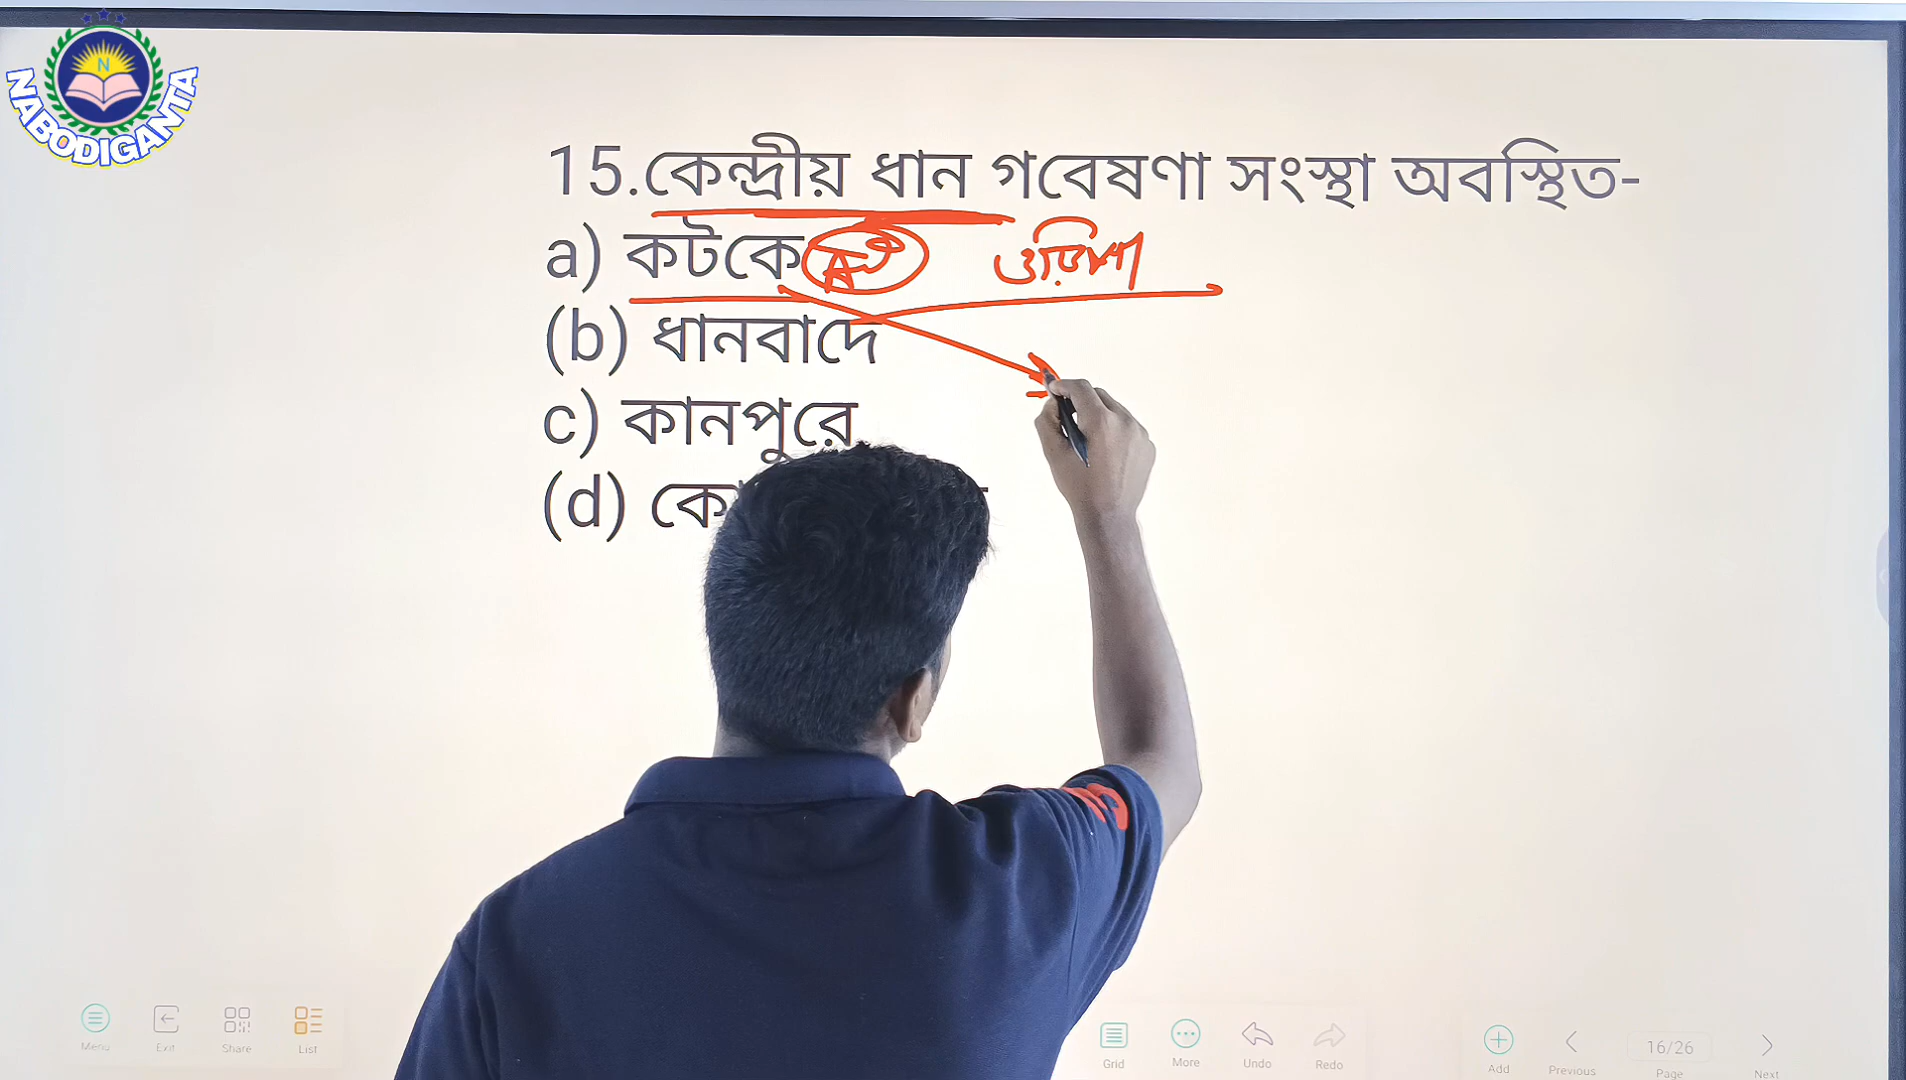 N
NABODIGANTA
15.কেন্দ্রীয় ধান গবেষণা সংস্থা অবস্থিত-
a) কটকে
ওড়িশা
(b) ধানবাদে
c) কানপুরে
(d)
Menu
Exit
Share
List
Grid
More
Undo
Redo
Add
Previous
16/26
Page
Next